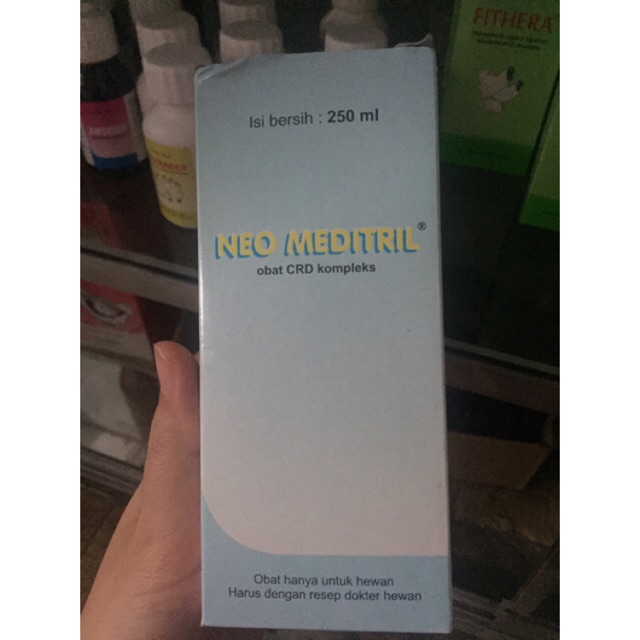 Isi bersih : 250 ml
NEO MEDITRIL®
obat CRD kompleks
Obat hanya untuk hewan
Harus dengan resep dokter hewan
FITHERA